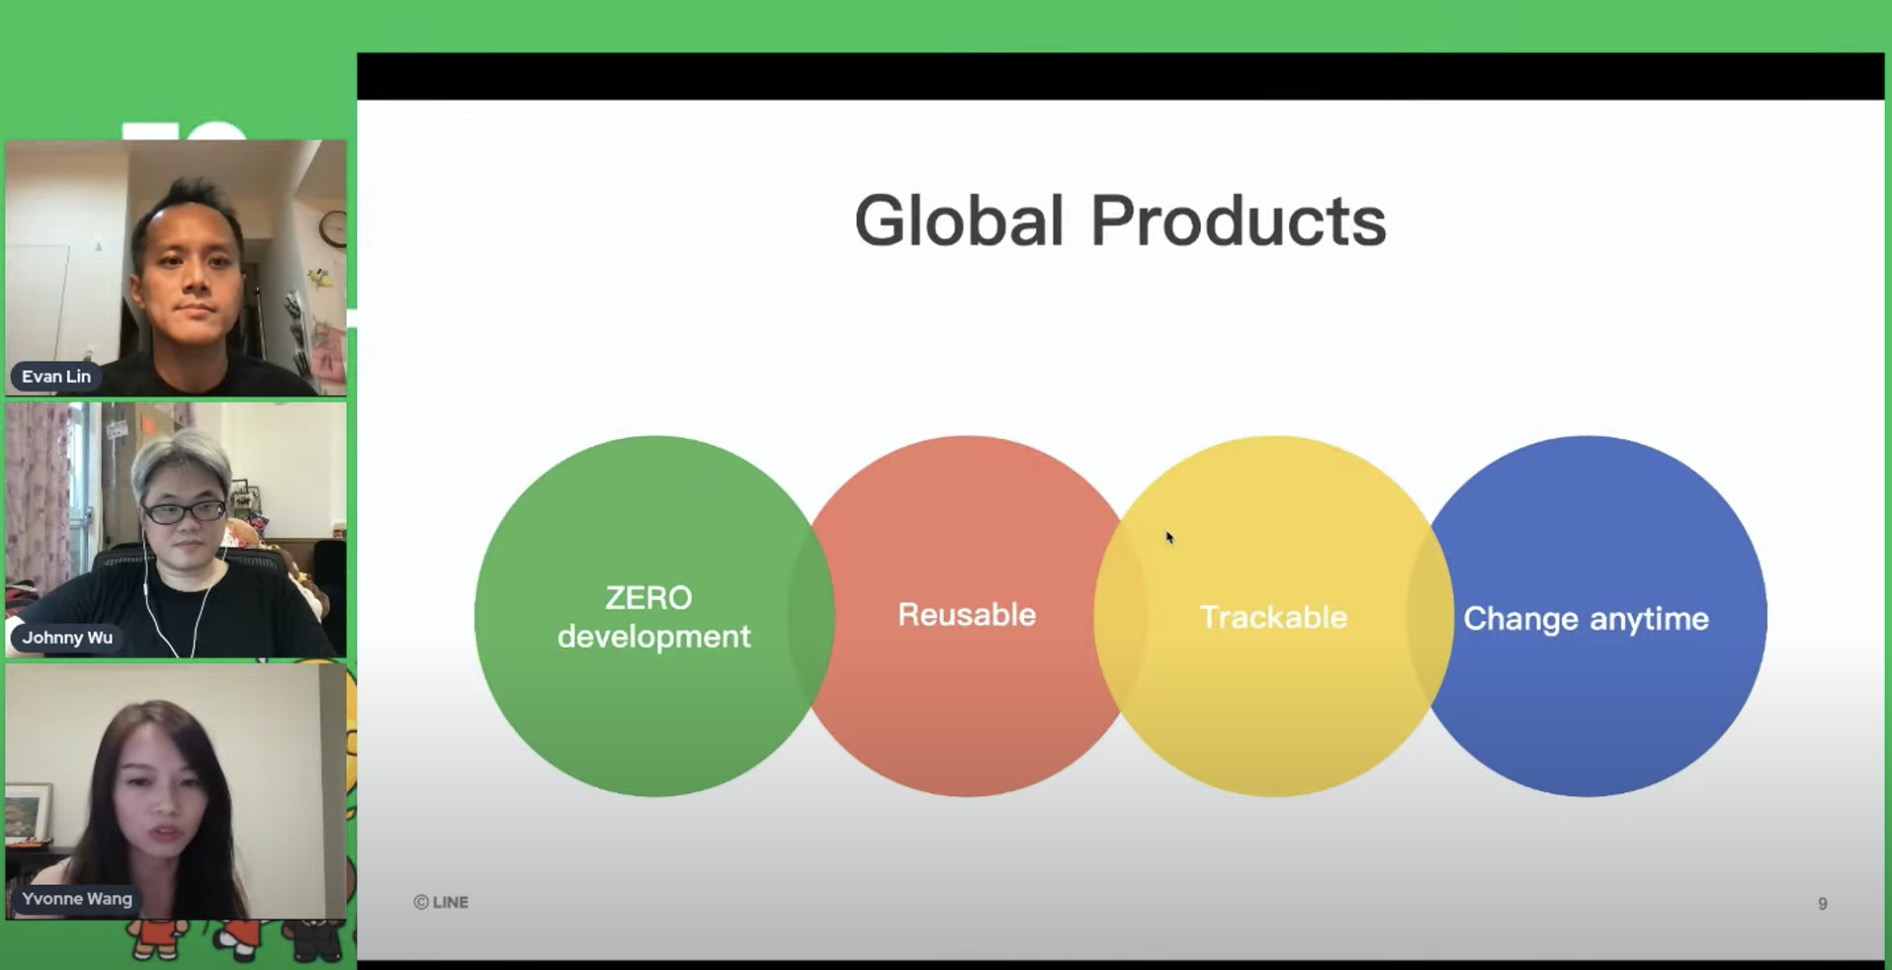 Global Products
ZERO
development
Reusable
Trackable
Change anytime
© LINE
9
Evan Lin
Johnny Wu
Yvonne Wang